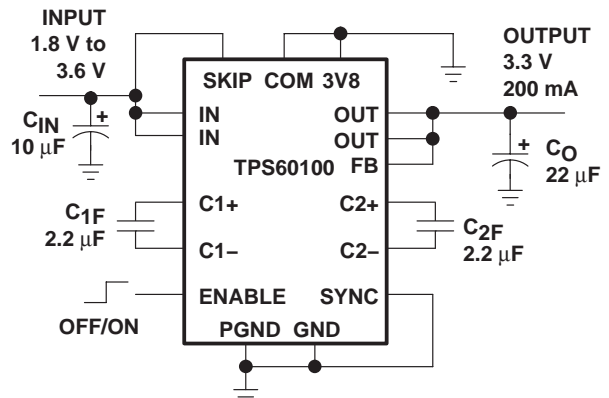 INPUT
1.8 V to
3.6 V
OUTPUT
3.3 V
200 mA
SKIP COM 3V8
IN
IN
OUT
OUT
FB
TPS60100
CIN
+
10 μF
CO
+
22 μF
C1F
2.2 μF
C1+
C1−
C2+
C2−
C2F
2.2 μF
ENABLE
SYNC
OFF/ON
PGND GND